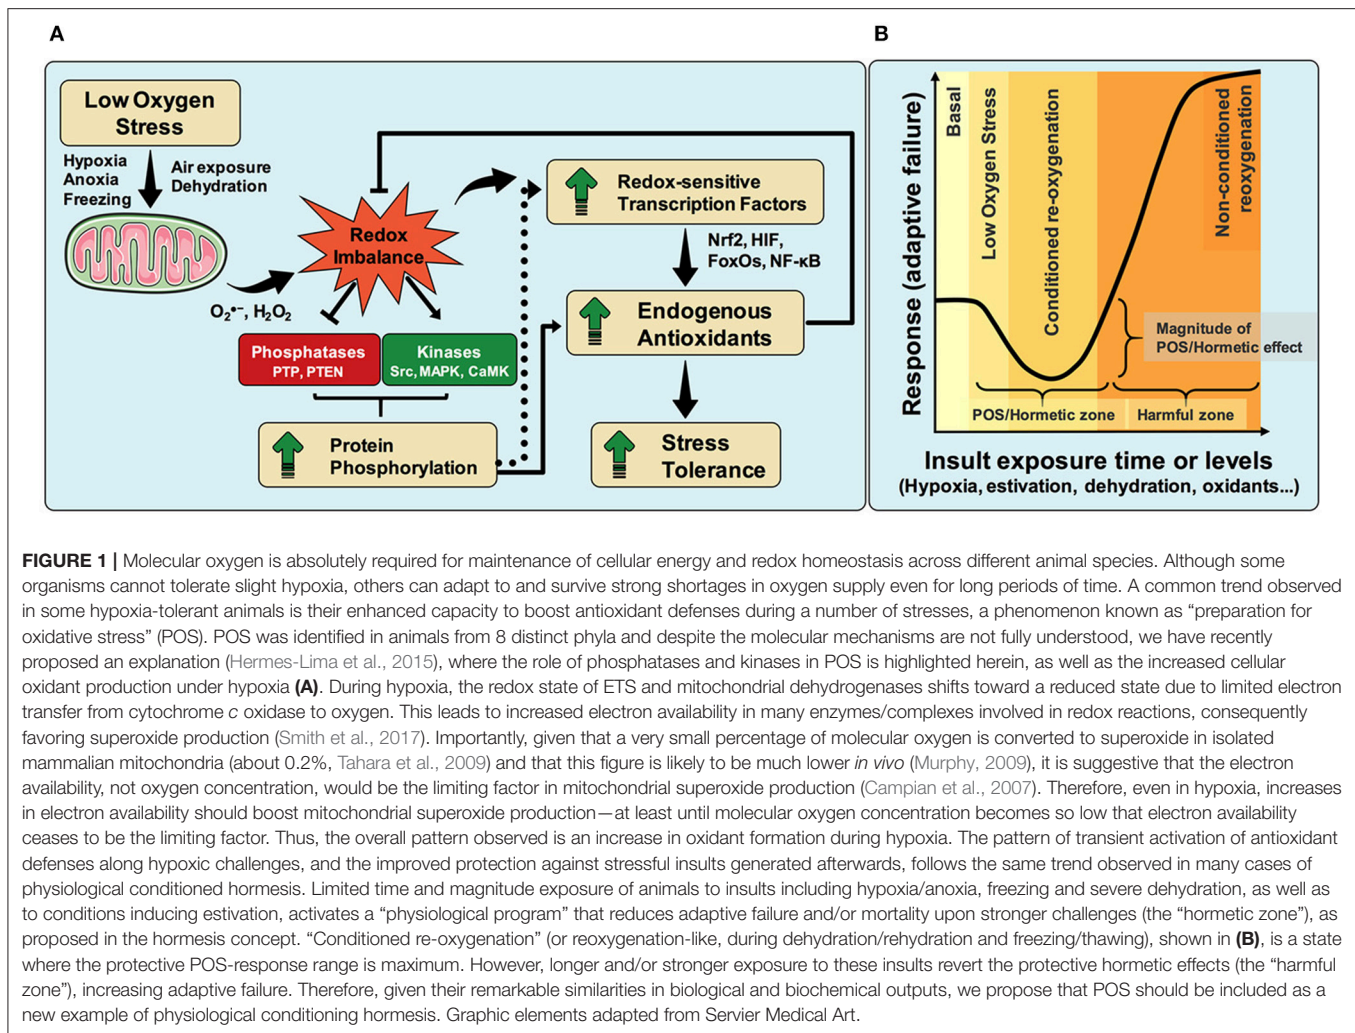 A
Low Oxygen
Stress
Hypoxia
Anoxia
Freezing
Air exposure
Dehydration
O₂•−, H₂O₂
Redox
Imbalance
Phosphatases
PTP, PTEN
Kinases
Src, MAPK, CaMK
Protein
Phosphorylation
Redox-sensitive
Transcription Factors
Nrf2, HIF,
FoxOs, NF-κB
Endogenous
Antioxidants
Stress
Tolerance
B
Response (adaptive failure)
Basal
Low Oxygen Stress
Conditioned re-oxygenation
Non-conditioned
reoxygenation
Magnitude of
POS/Hormetic effect
POS/Hormetic zone
Harmful zone
Insult exposure time or levels
(Hypoxia, estivation, dehydration, oxidants...)
FIGURE 1 | Molecular oxygen is absolutely required for maintenance of cellular energy and redox homeostasis across different animal species. Although some
organisms cannot tolerate slight hypoxia, others can adapt to and survive strong shortages in oxygen supply even for long periods of time. A common trend observed
in some hypoxia-tolerant animals is their enhanced capacity to boost antioxidant defenses during a number of stresses, a phenomenon known as “preparation for
oxidative stress” (POS). POS was identified in animals from 8 distinct phyla and despite the molecular mechanisms are not fully understood, we have recently
proposed an explanation (Hermes-Lima et al., 2015), where the role of phosphatases and kinases in POS is highlighted herein, as well as the increased cellular
oxidant production under hypoxia (A). During hypoxia, the redox state of ETS and mitochondrial dehydrogenases shifts toward a reduced state due to limited electron
transfer from cytochrome c oxidase to oxygen. This leads to increased electron availability in many enzymes/complexes involved in redox reactions, consequently
favoring superoxide production (Smith et al., 2017). Importantly, given that a very small percentage of molecular oxygen is converted to superoxide in isolated
mammalian mitochondria (about 0.2%, Tahara et al., 2009) and that this figure is likely to be much lower in vivo (Murphy, 2009), it is suggestive that the electron
availability, not oxygen concentration, would be the limiting factor in mitochondrial superoxide production (Campian et al., 2007). Therefore, even in hypoxia, increases
in electron availability should boost mitochondrial superoxide production—at least until molecular oxygen concentration becomes so low that electron availability
ceases to be the limiting factor. Thus, the overall pattern observed is an increase in oxidant formation during hypoxia. The pattern of transient activation of antioxidant
defenses along hypoxic challenges, and the improved protection against stressful insults generated afterwards, follows the same trend observed in many cases of
physiological conditioned hormesis. Limited time and magnitude exposure of animals to insults including hypoxia/anoxia, freezing and severe dehydration, as well as
to conditions inducing estivation, activates a “physiological program” that reduces adaptive failure and/or mortality upon stronger challenges (the “hormetic zone”), as
proposed in the hormesis concept. “Conditioned re-oxygenation” (or reoxygenation-like, during dehydration/rehydration and freezing/thawing), shown in (B), is a state
where the protective POS-response range is maximum. However, longer and/or stronger exposure to these insults revert the protective hormetic effects (the “harmful
zone”), increasing adaptive failure. Therefore, given their remarkable similarities in biological and biochemical outputs, we propose that POS should be included as a
new example of physiological conditioning hormesis. Graphic elements adapted from Servier Medical Art.